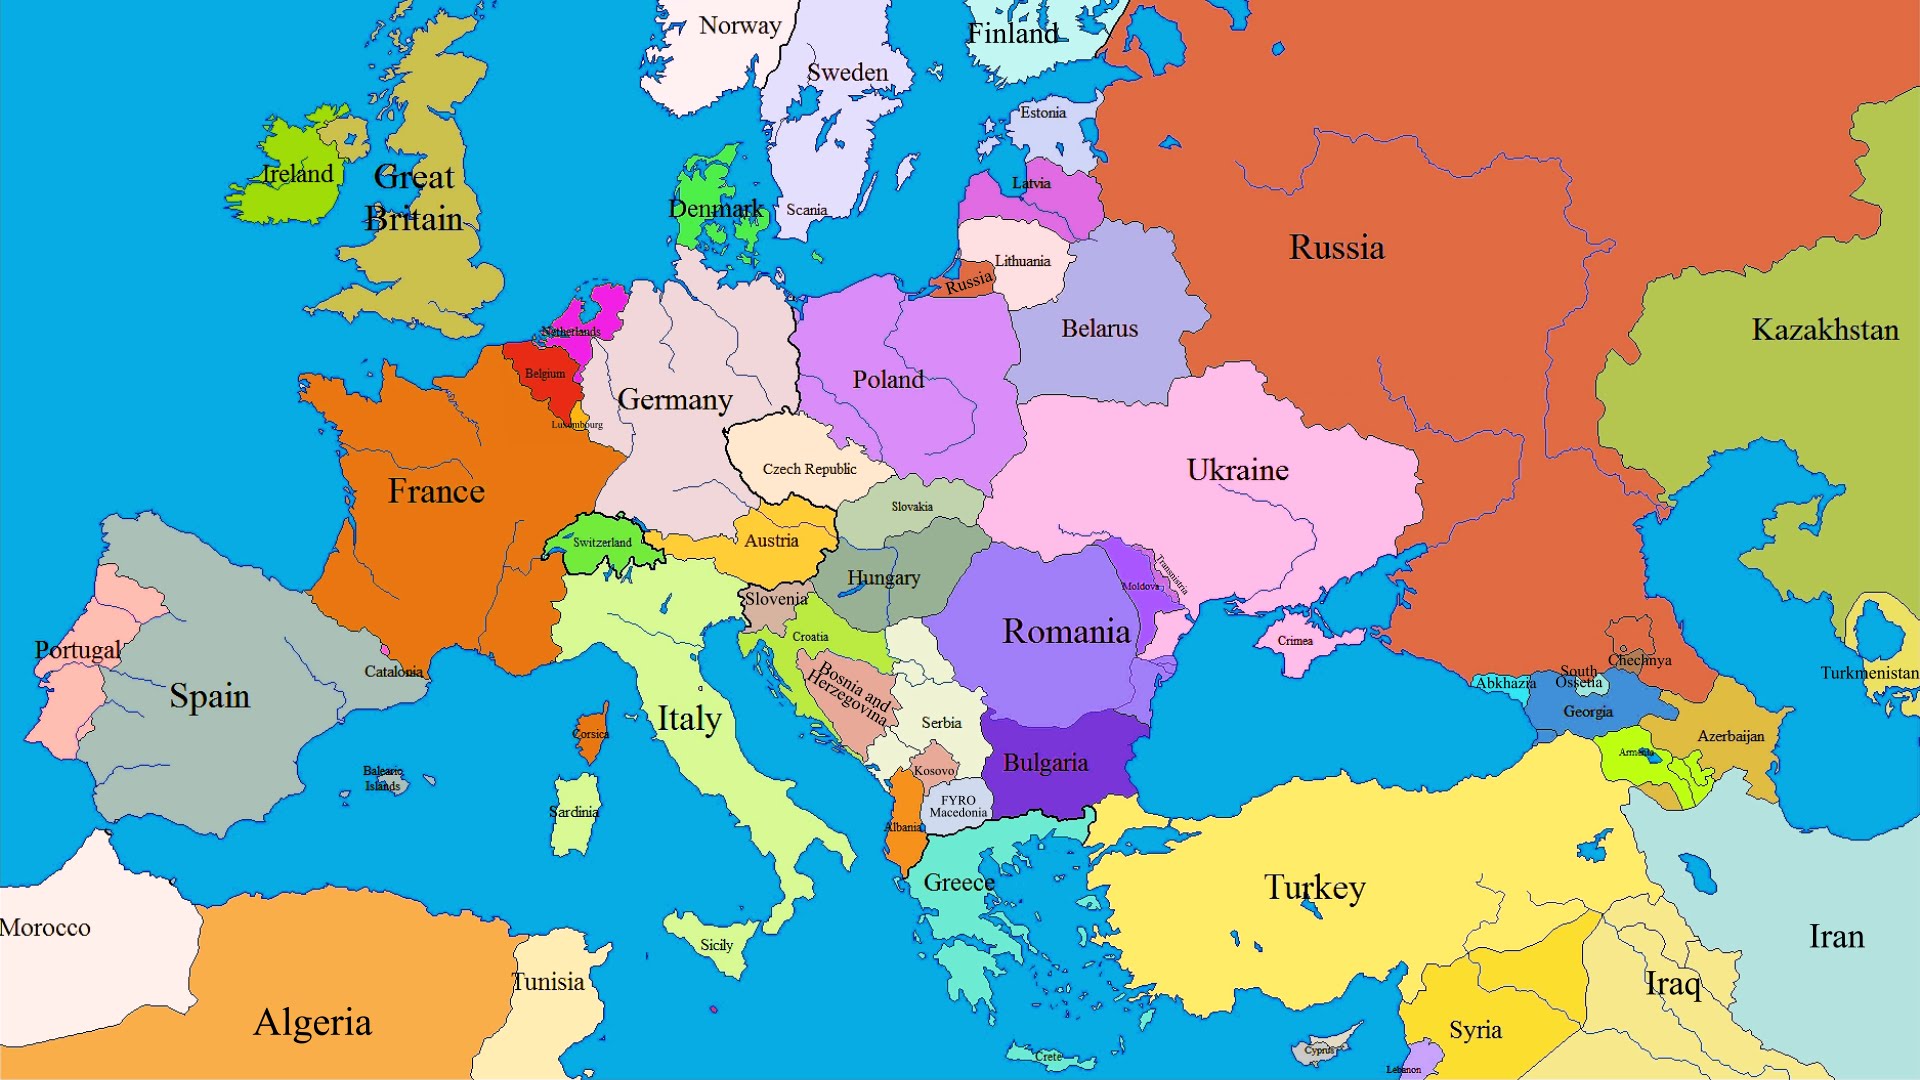 Norway
Finland
Sweden
Estonia
Ireland
Great
Britain
Latvia
Denmark
Scania
Russia
Lithuania
Russia
Netherlands
Belarus
Kazakhstan
Belgium
Poland
Germany
Luxembourg
Czech Republic
Ukraine
France
Slovakia
Switzerland
Austria
Hungary
Transnistria
Moldova
Slovenia
Romania
Croatia
Crimea
Portugal
Catalonia
Spain
Bosnia and
Herzegovina
Chechnya
South
Ossetia
Abkhazia
Turkmenistan
Georgia
Italy
Serbia
Corsica
Azerbaijan
Armenia
Balearic
Islands
Kosovo
Bulgaria
FYRO
Macedonia
Sardinia
Albania
Greece
Turkey
Morocco
Sicily
Iran
Tunisia
Iraq
Algeria
Syria
Cyprus
Crete
Lebanon